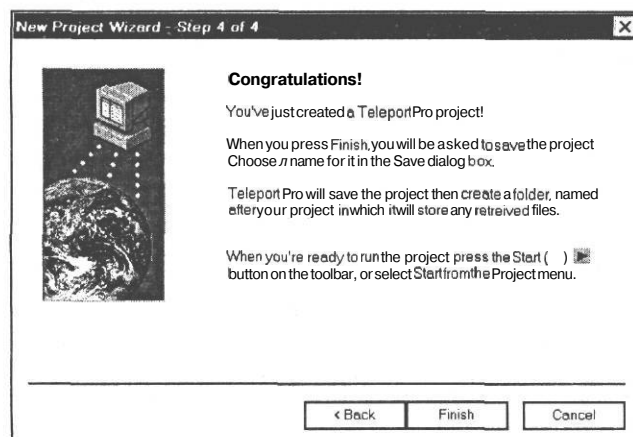 New Project Wizard - Step 4 of 4
Congratulations!
You've just created a Teleport Pro project!
When you press Finish, you will be asked to save the project
Choose n name for it in the Save dialog box.
Teleport Pro will save the project then create a folder, named
after your project in which it will store any retreived files.
When you're ready to run the project press the Start ( )
button on the toolbar, or select Start from the Project menu.
< Back
Finish
Cancel